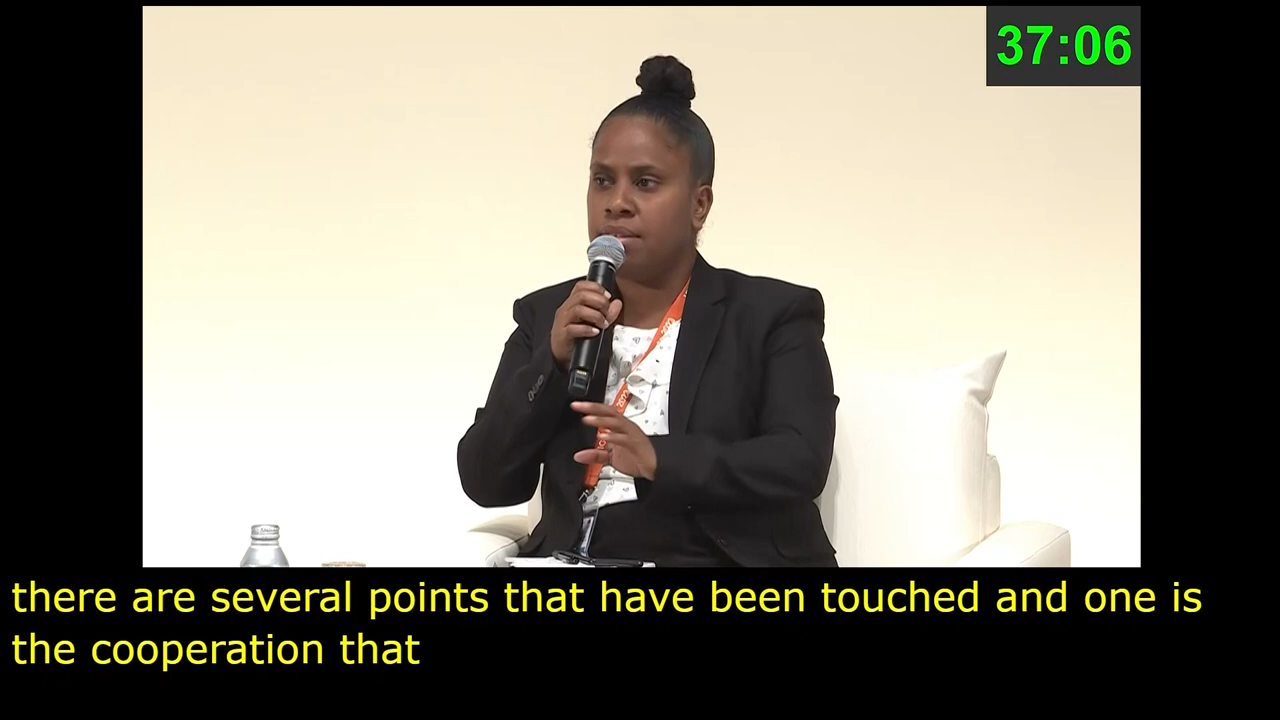 37:06
there are several points that have been touched and one is
the cooperation that